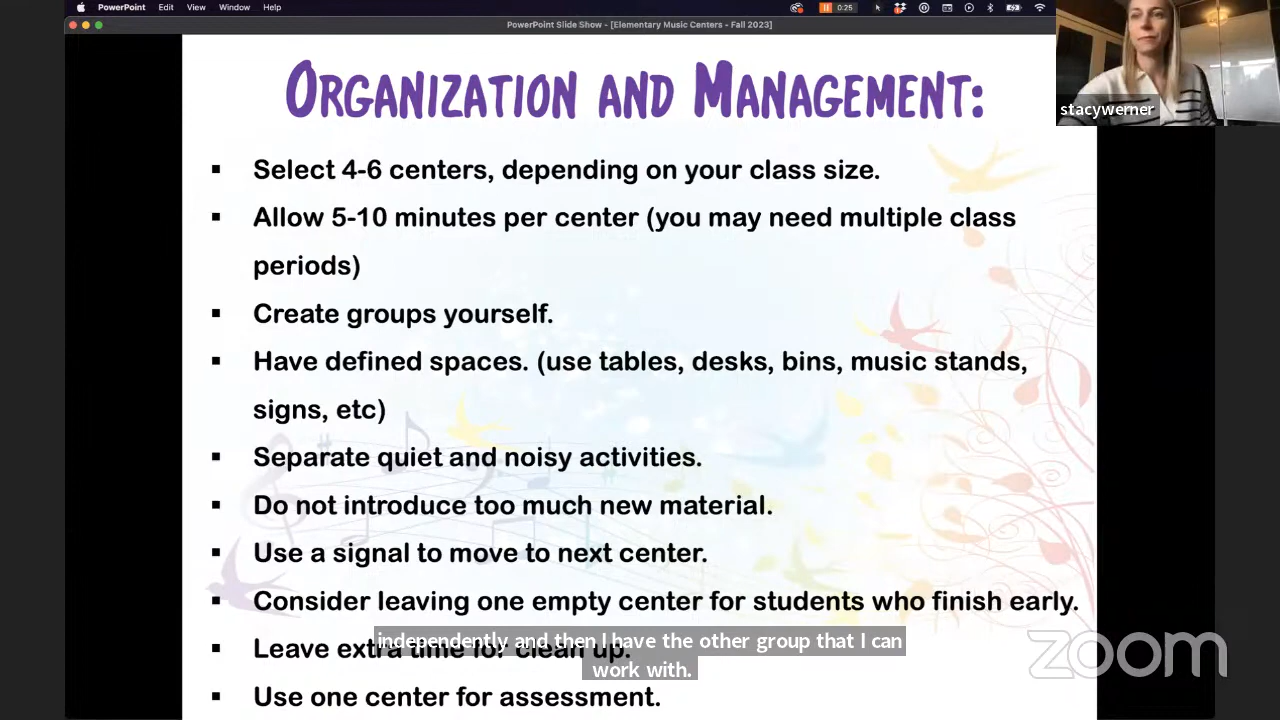 PowerPoint Edit View Window Help 0:25
PowerPoint Slide Show - [Elementary Music Centers - Fall 2023]
stacywerner
ORGANIZATION AND MANAGEMENT:
▪ Select 4-6 centers, depending on your class size.
▪ Allow 5-10 minutes per center (you may need multiple class
periods)
▪ Create groups yourself.
▪ Have defined spaces. (use tables, desks, bins, music stands,
signs, etc)
▪ Separate quiet and noisy activities.
▪ Do not introduce too much new material.
▪ Use a signal to move to next center.
▪ Consider leaving one empty center for students who finish early.
independently and then I have the other group that I can
work with.
▪ Leave extra time for clean up.
▪ Use one center for assessment.
zoom